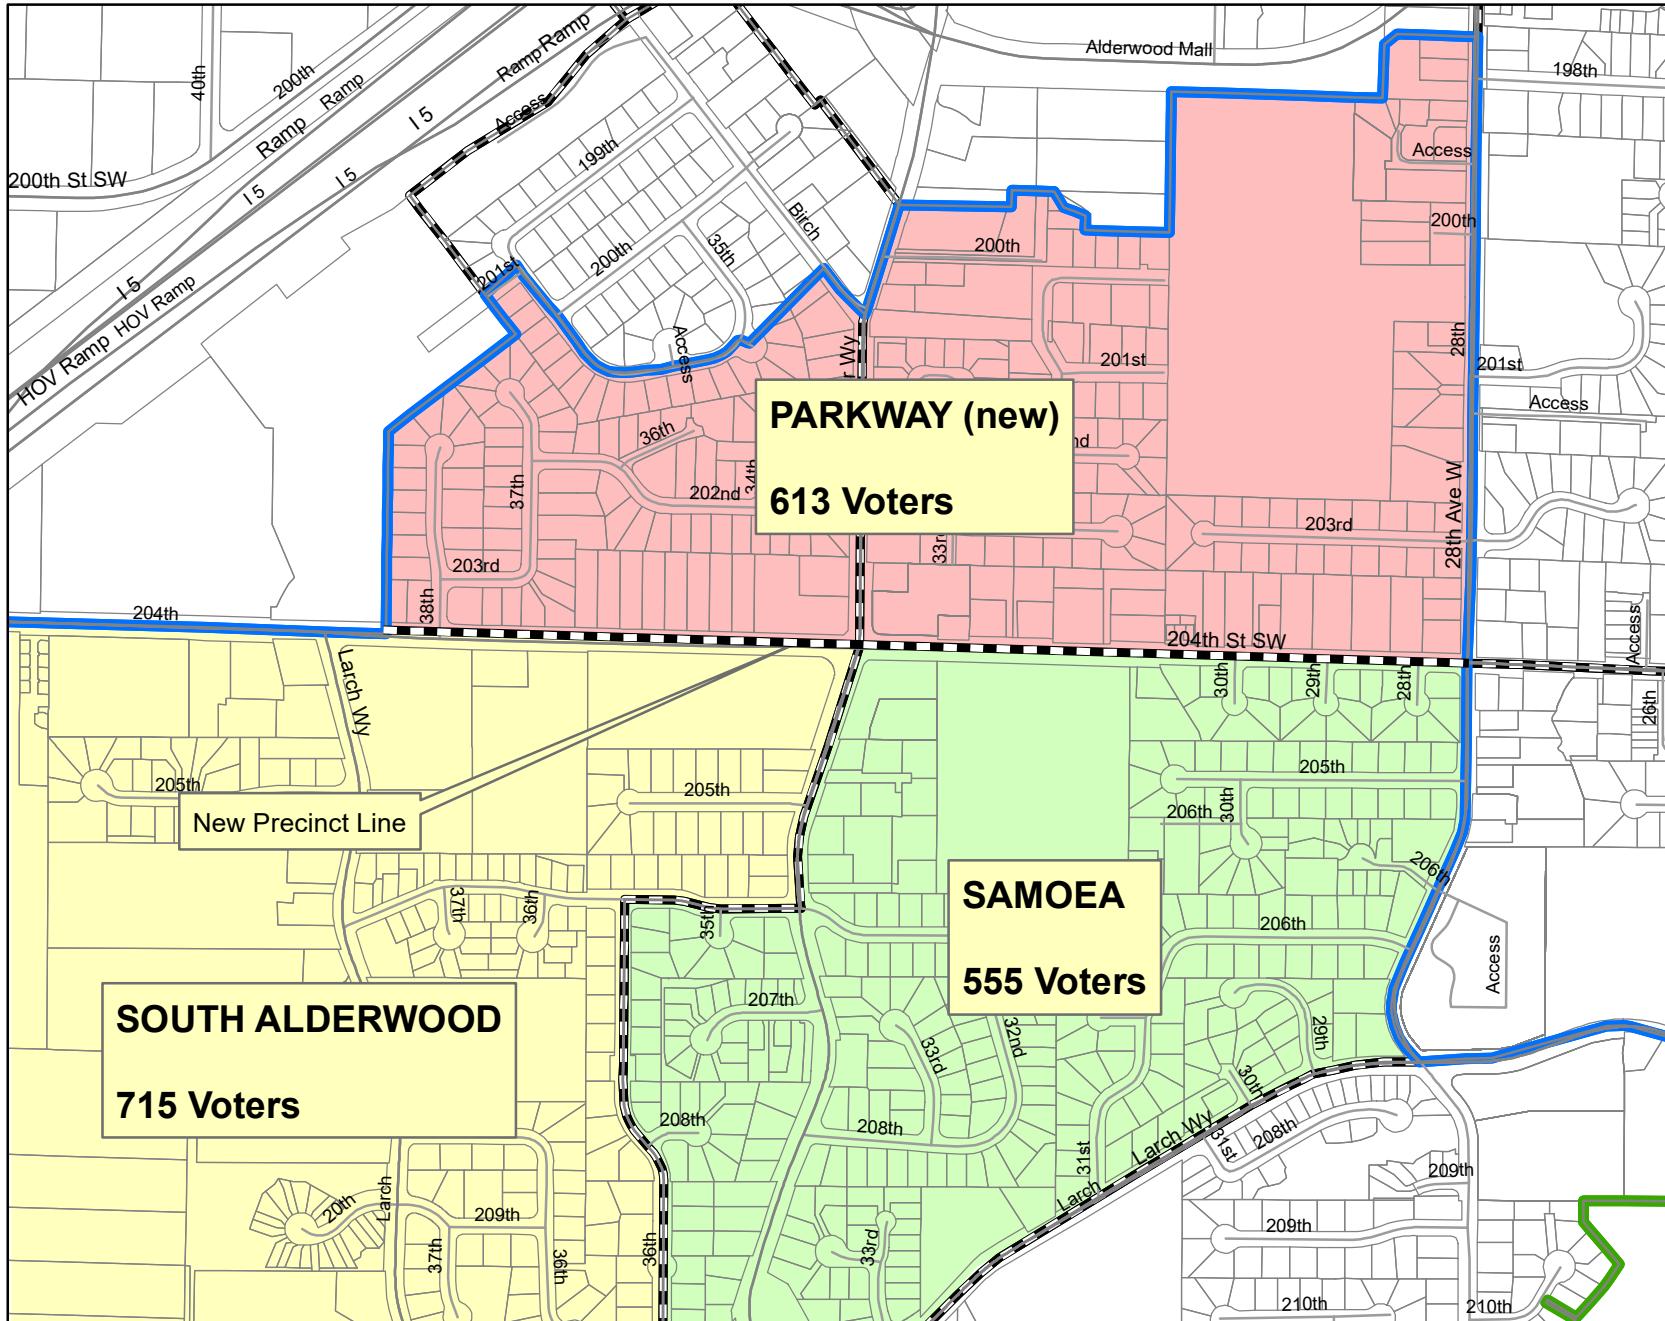 Alderwood Mall
Ramp
Ramp
200th
40th
Ramp
Ramp
I 5
Access
198th
199th
Access
200th St SW
I 5
I 5
Birch
200th
35th
200th
200th
201st
I 5
HOV Ramp
HOV Ramp
Access
28th
201st
201st
PARKWAY (new)
613 Voters
r Wy
Access
36th
34th
37th
202nd
nd
28th Ave W
203rd
33r
203rd
38th
204th
204th St SW
Access
Larch Wy
30th
29th
28th
26th
205th
205th
205th
New Precinct Line
206th
30th
206th
SAMOEA
555 Voters
37th
36th
35th
206th
Access
SOUTH ALDERWOOD
715 Voters
207th
33rd
32nd
29th
30th
208th
208th
31st
Larch Wy
Larch
31st
208th
209th
20th
Larch
209th
37th
36th
36th
33rd
209th
210th
210th